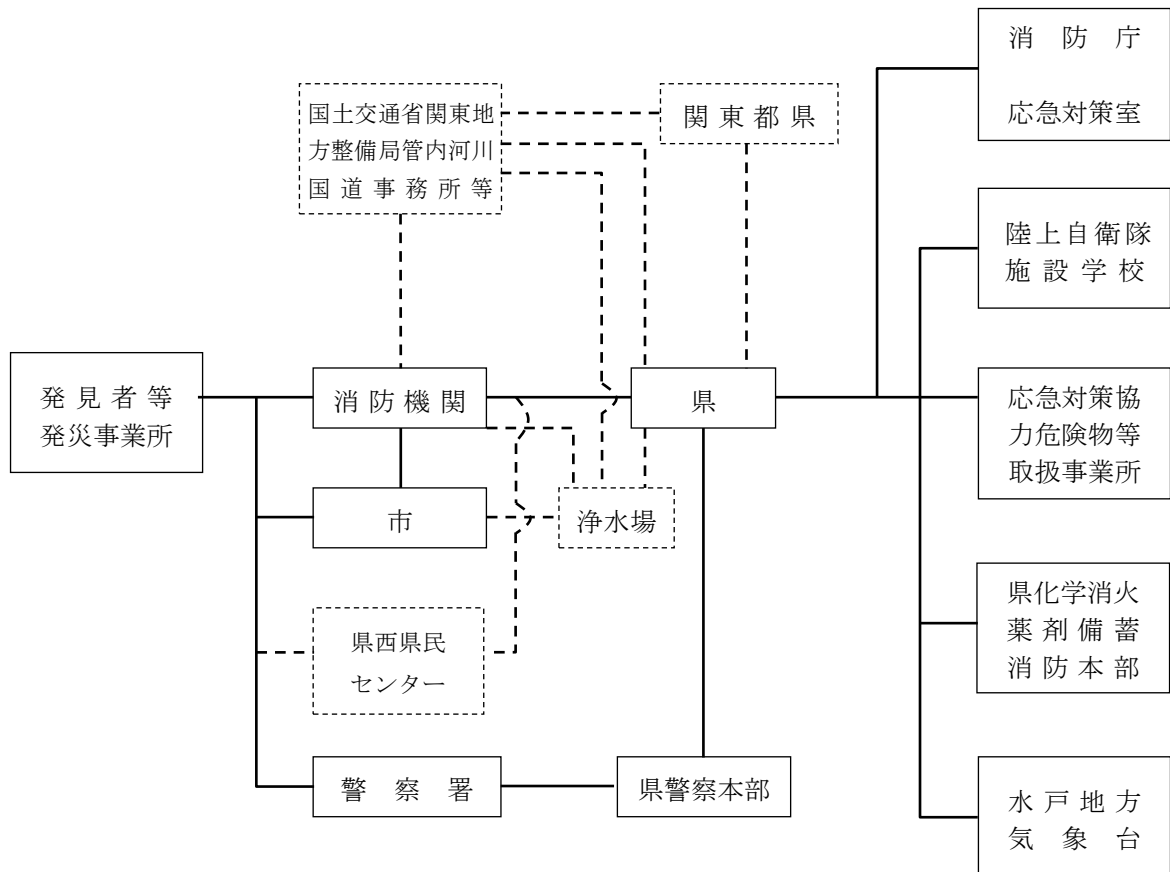 消防庁
応急対策室
国土交通省関東地
方整備局管内河川
国道事務所等
関東都県
陸上自衛隊
施設学校
発見者等
発災事業所
消防機関
県
応急対策協
力危険物等
取扱事業所
市
浄水場
県西県民
センター
県化学消火
薬剤備蓄
消防本部
警察署
県警察本部
水戸地方
気象台